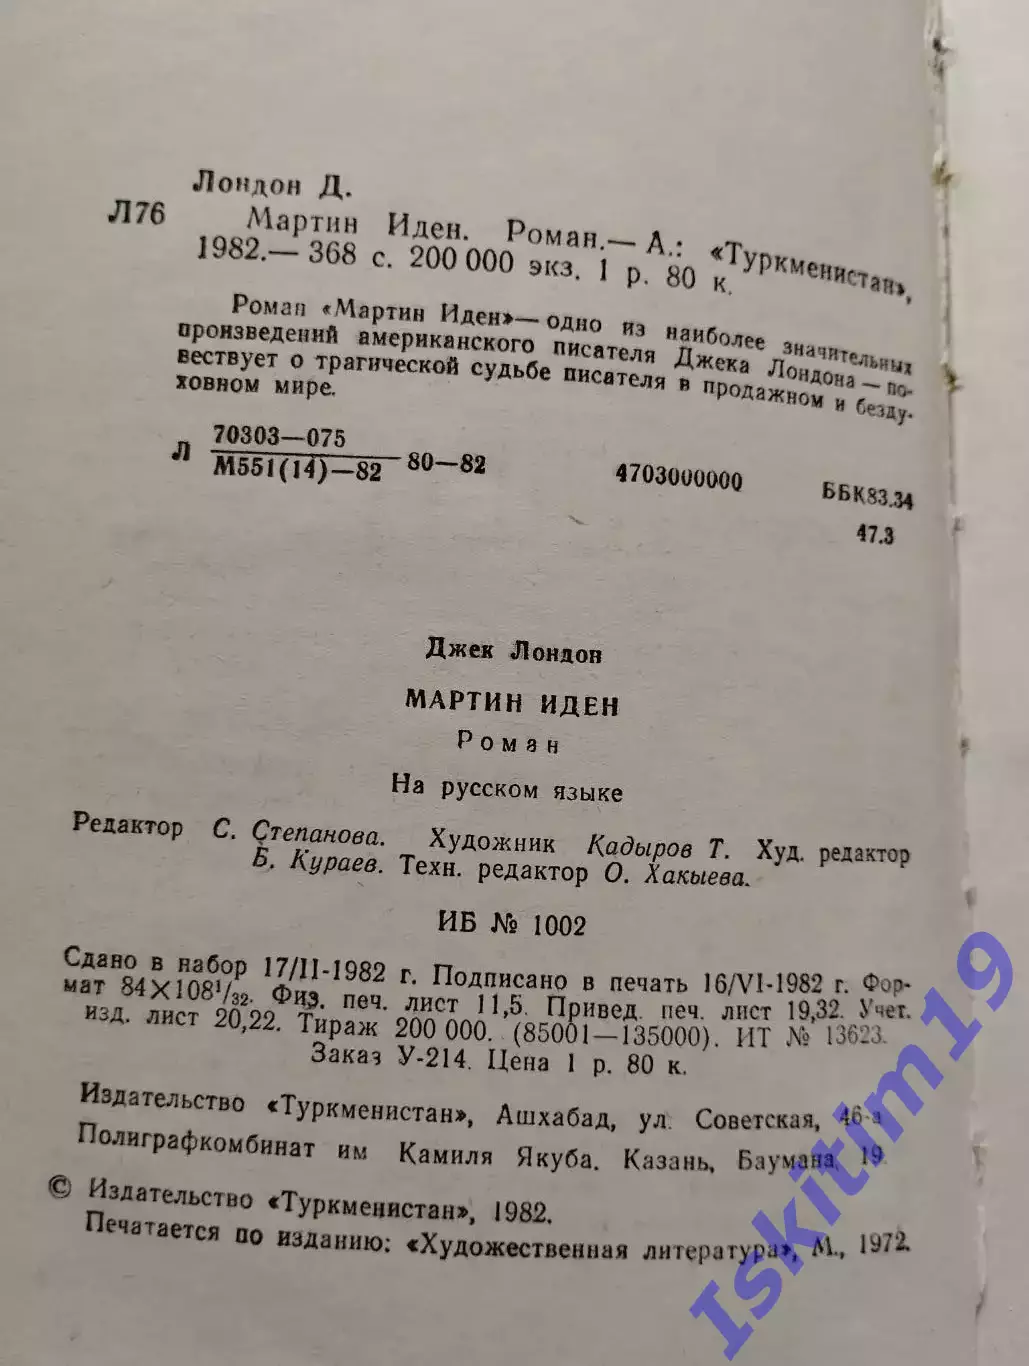 Лондон Д.
Л76
Мартин Иден. Роман.— А.: «Туркменистан»,
1982.— 368 с. 200 000 экз. 1 р. 80 к.
Роман «Мартин Иден»—одно из наиболее значительных
произведений американского писателя Джека Лондона — по-
вествует о трагической судьбе писателя в продажном и безду-
ховном мире.
Л 70303—075
М551(14)—82 80—82 4703000000 ББК83.34
47.3
Джек Лондон
МАРТИН ИДЕН
Роман
На русском языке
Редактор С. Степанова. Художник Кадыров Т. Худ. редактор
Б. Кураев. Техн. редактор О. Хакыева.
ИБ № 1002
Сдано в набор 17/II-1982 г. Подписано в печать 16/VI-1982 г. Фор-
мат 84×108¹/₃₂. Физ. печ. лист 11,5. Привед. печ. лист 19,32. Учет.
изд. лист 20,22. Тираж 200 000. (85001—135000). ИТ № 13623.
Заказ У-214. Цена 1 р. 80 к.
Издательство «Туркменистан», Ашхабад, ул. Советская, 46-а
Полиграфкомбинат им Камиля Якуба. Казань, Баумана, 19
© Издательство «Туркменистан», 1982.
Печатается по изданию: «Художественная литература», М., 1972.
Iskitim19